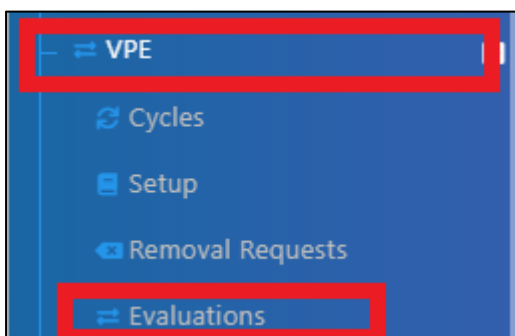 VPE
Cycles
Setup
Removal Requests
Evaluations